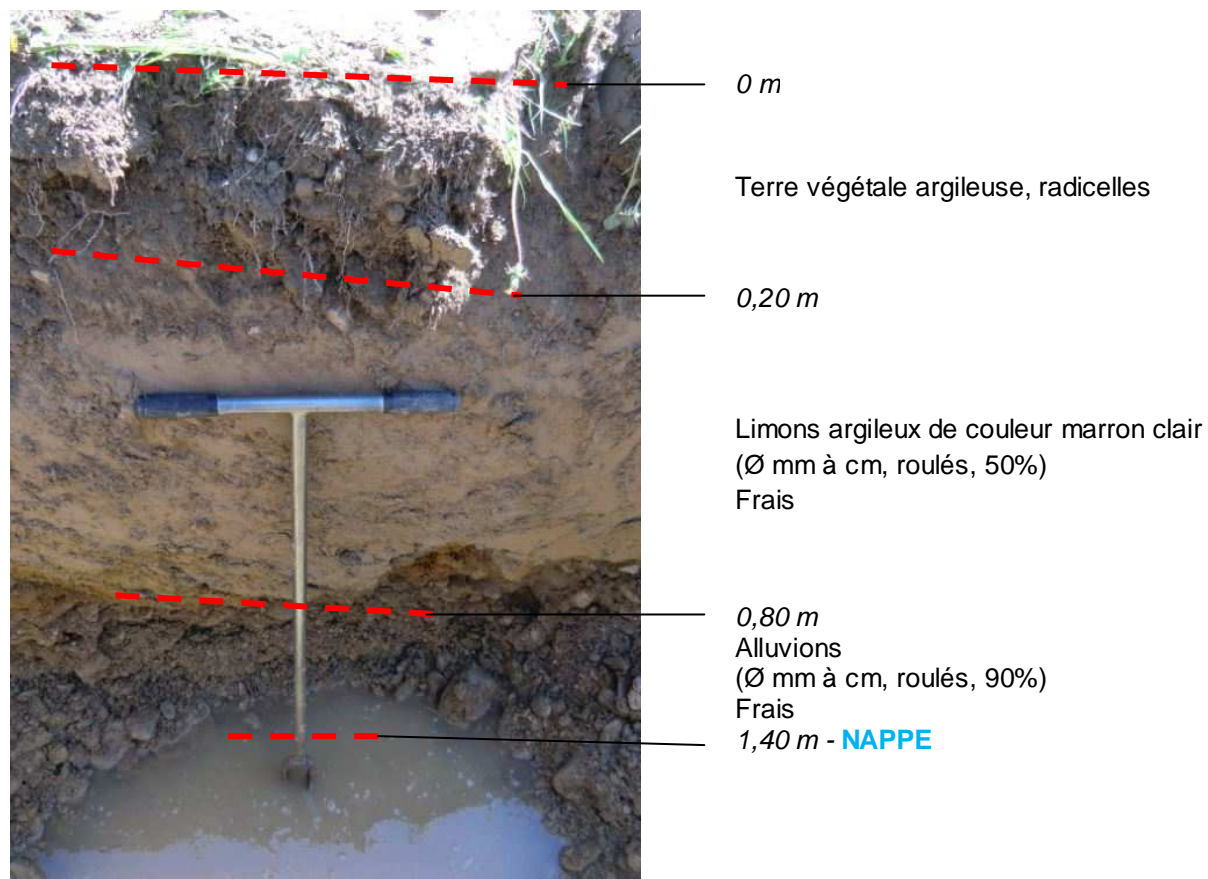 0 m
Terre végétale argileuse, radicelles
0,20 m
Limons argileux de couleur marron clair
(Ø mm à cm, roulés, 50%)
Frais
0,80 m
Alluvions
(Ø mm à cm, roulés, 90%)
Frais
1,40 m - NAPPE